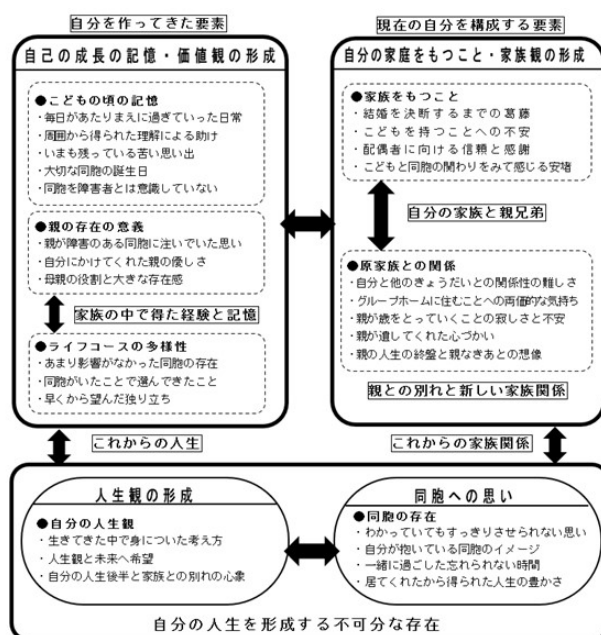 自分を作ってきた要素
自己の成長の記憶・価値観の形成
●こどもの頃の記憶
・毎日があたりまえに過ぎていった日常
・周囲から得られた理解による助け
・いまも残っている苦い思い出
・大切な同胞の誕生日
・同胞を障害者とは意識していない
●親の存在の意義
・親が障害のある同胞に注いでいた思い
・自分にかけてくれた親の優しさ
・母親の役割と大きな存在感
家族の中で得た経験と記憶
●ライフコースの多様性
・あまり影響がなかった同胞の存在
・同胞がいたことで選んできたこと
・早くから望んだ独り立ち
現在の自分を構成する要素
自分の家庭をもつこと・家族観の形成
●家族をもつこと
・結婚を決断するまでの葛藤
・こどもを持つことへの不安
・配偶者に向ける信頼と感謝
・こどもと同胞の関わりをみて感じる安堵
自分の家族と親兄弟
●原家族との関係
・自分と他のきょうだいとの関係性の難しさ
・グループホームに住むことへの両価的な気持ち
・親が歳をとっていくことの寂しさと不安
・親が遺してくれた心づかい
・親の人生の終盤と親なきあとの想像
親との別れと新しい家族関係
これからの人生
これからの家族関係
人生観の形成
●自分の人生観
・生きてきた中で身についた考え方
・人生観と未来へ希望
・自分の人生後半と家族との別れの心象
同胞への思い
●同胞の存在
・わかっていてもすっきりさせられない思い
・自分が抱いている同胞のイメージ
・一緒に過ごした忘れられない時間
・居てくれたから得られた人生の豊かさ
自分の人生を形成する不可分な存在